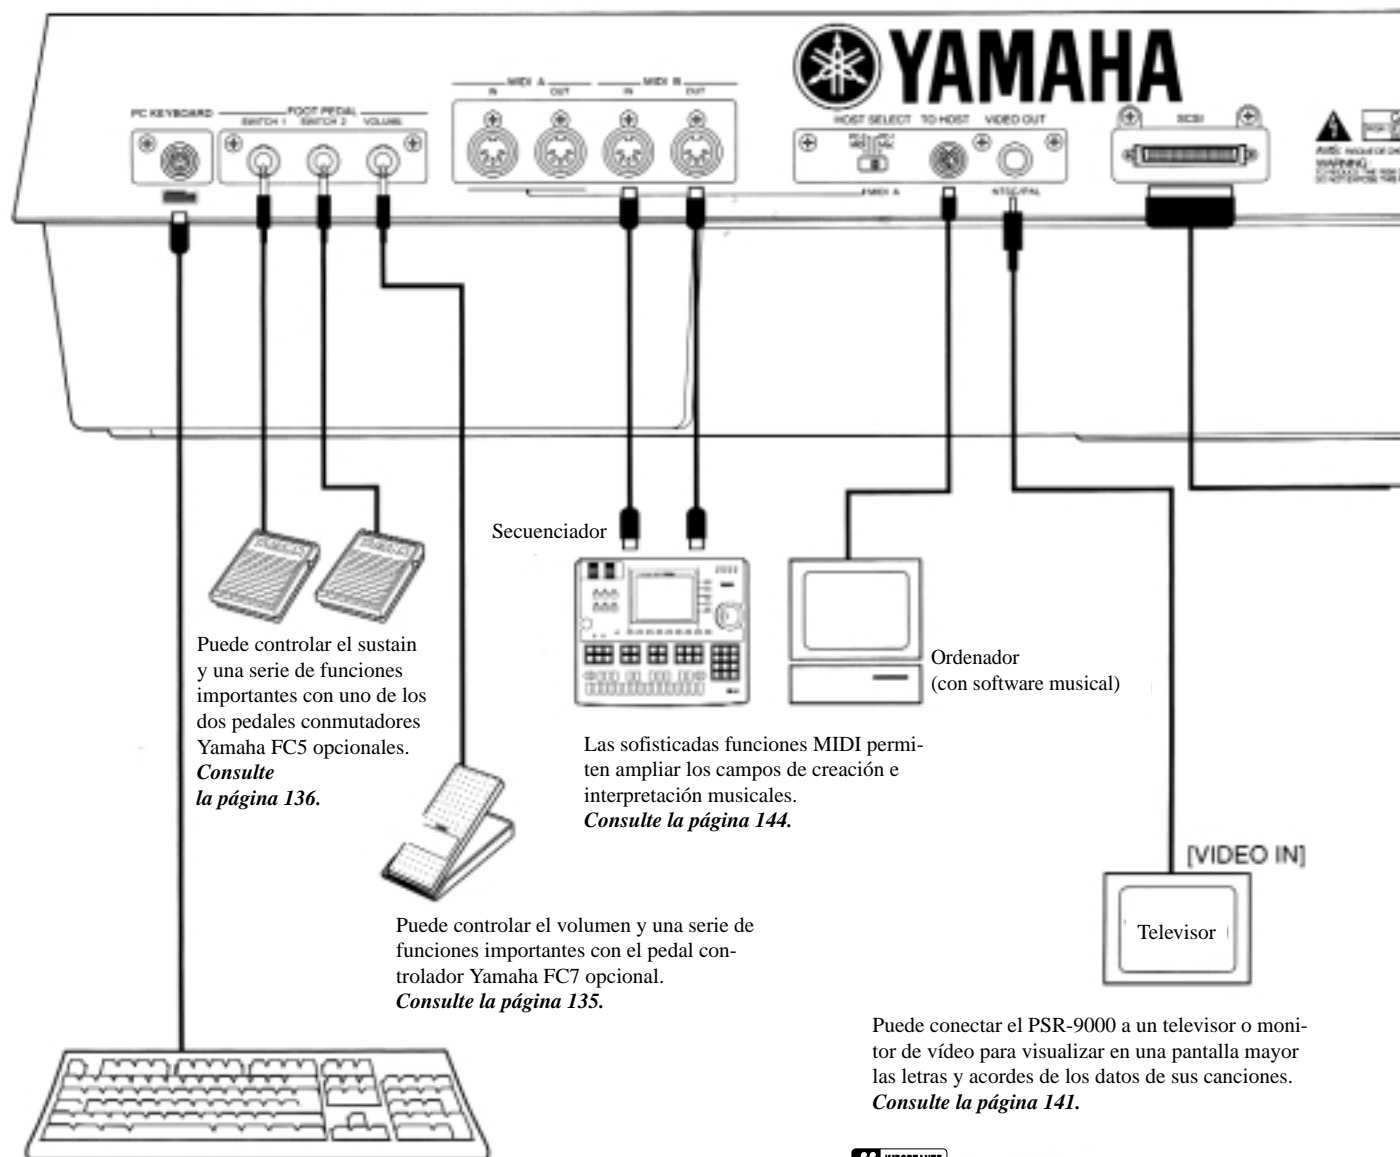 YAMAHA
MIDI A
MIDI B
IN
OUT
IN
OUT
PC KEYBOARD
FOOT PEDAL
SWITCH 1
SWITCH 2
VOLUME
HOST SELECT
TO HOST
VIDEO OUT
SCSI
MIDI A
NTSC/PAL
WARNING
Secuenciador
Ordenador
(con software musical)
Puede controlar el sustain
y una serie de funciones
importantes con uno de los
dos pedales conmutadores
Yamaha FC5 opcionales.
Consulte
la página 136.
Las sofisticadas funciones MIDI permi-
ten ampliar los campos de creación e
interpretación musicales.
Consulte la página 144.
[VIDEO IN]
Televisor
Puede controlar el volumen y una serie de
funciones importantes con el pedal con-
trolador Yamaha FC7 opcional.
Consulte la página 135.
Puede conectar el PSR-9000 a un televisor o moni-
tor de vídeo para visualizar en una pantalla mayor
las letras y acordes de los datos de sus canciones.
Consulte la página 141.
IMPORTANTE